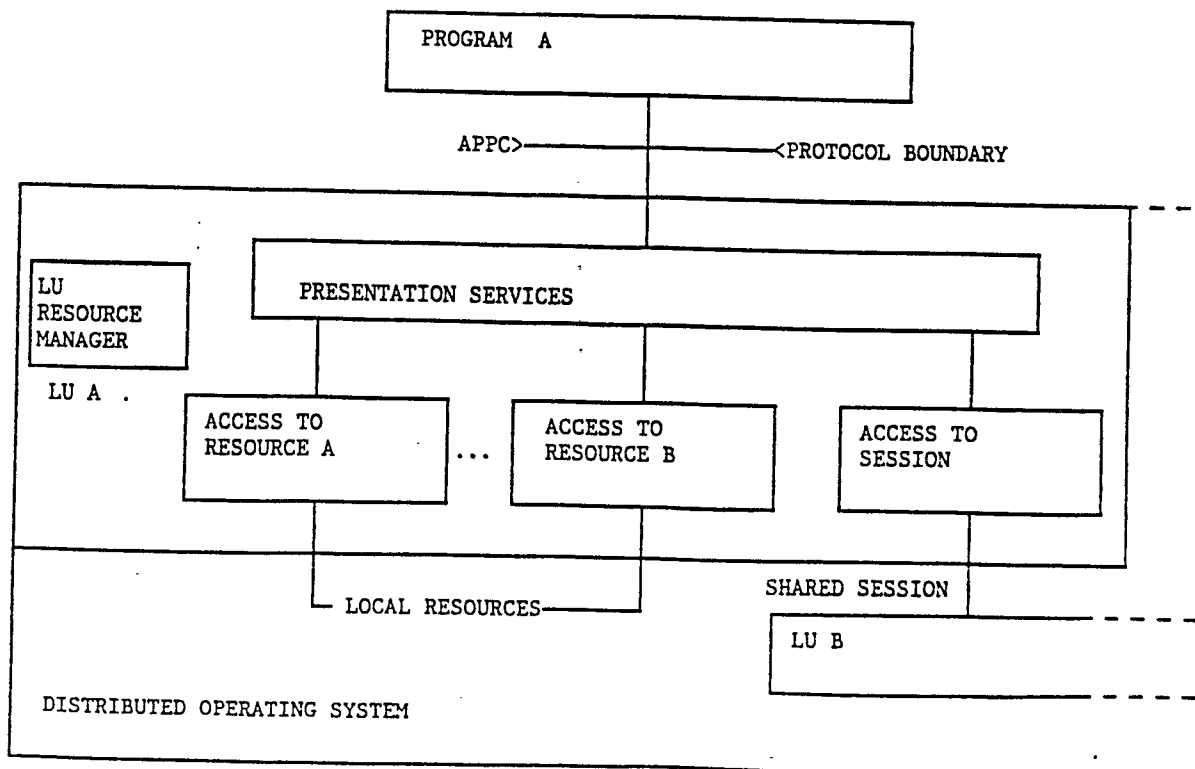 PROGRAM A
APPC> <PROTOCOL BOUNDARY
LU
RESOURCE
MANAGER
PRESENTATION SERVICES
LU A .
ACCESS TO
RESOURCE A
...
ACCESS TO
RESOURCE B
ACCESS TO
SESSION
LOCAL RESOURCES
SHARED SESSION
LU B
DISTRIBUTED OPERATING SYSTEM